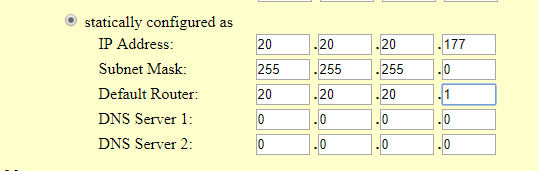 statically configured as
IP Address: 20 .20 .20 .177
Subnet Mask: 255 .255 .255 .0
Default Router: 20 .20 .20 .1
DNS Server 1: 0 .0 .0 .0
DNS Server 2: 0 .0 .0 .0